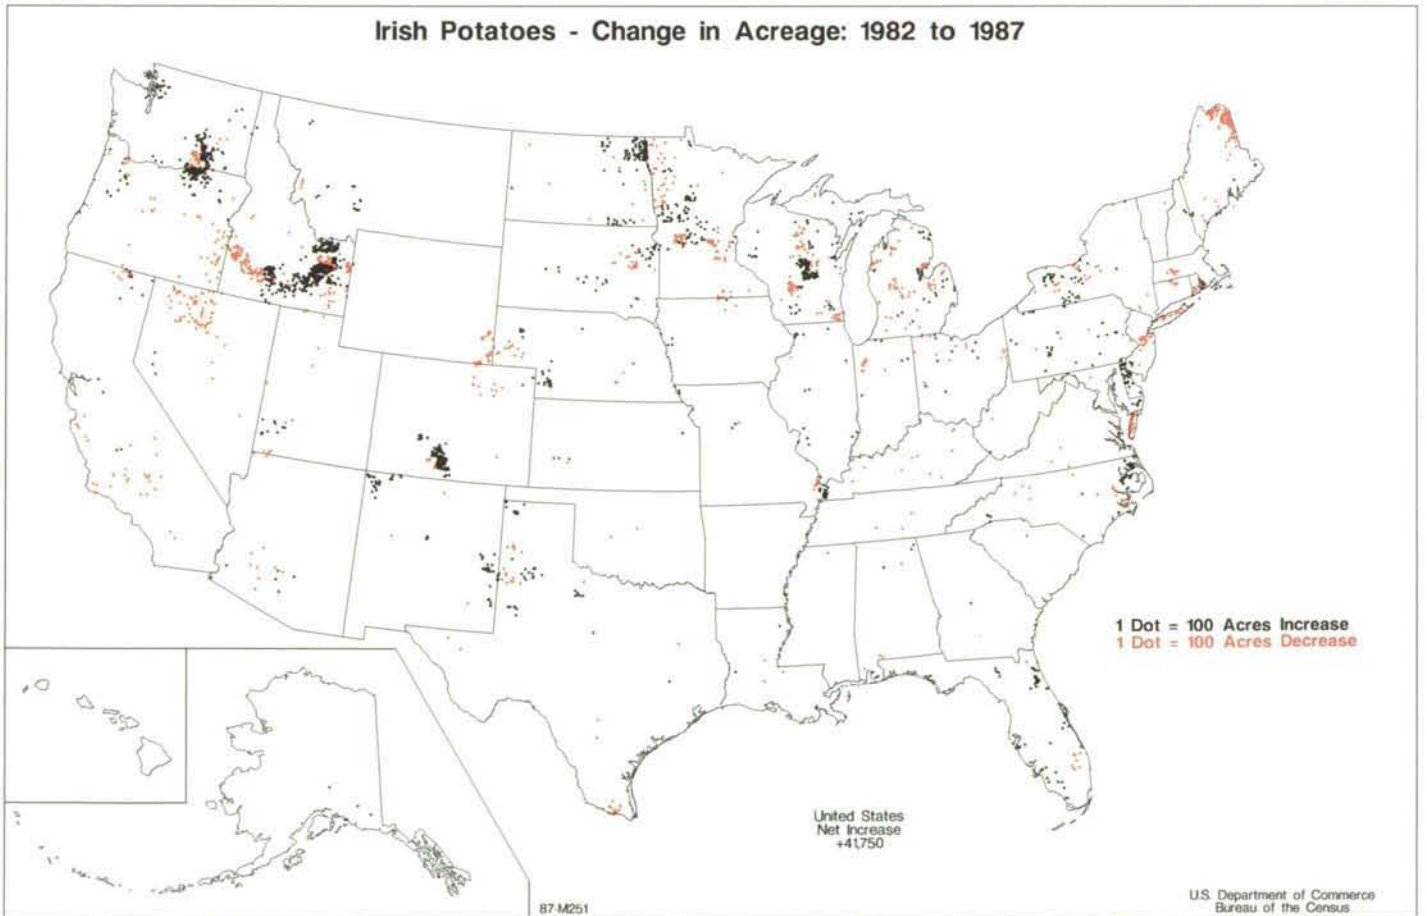 Irish Potatoes - Change in Acreage: 1982 to 1987
1 Dot = 100 Acres Increase
1 Dot = 100 Acres Decrease
United States
Net Increase
+41,750
87-M251
U.S. Department of Commerce
Bureau of the Census